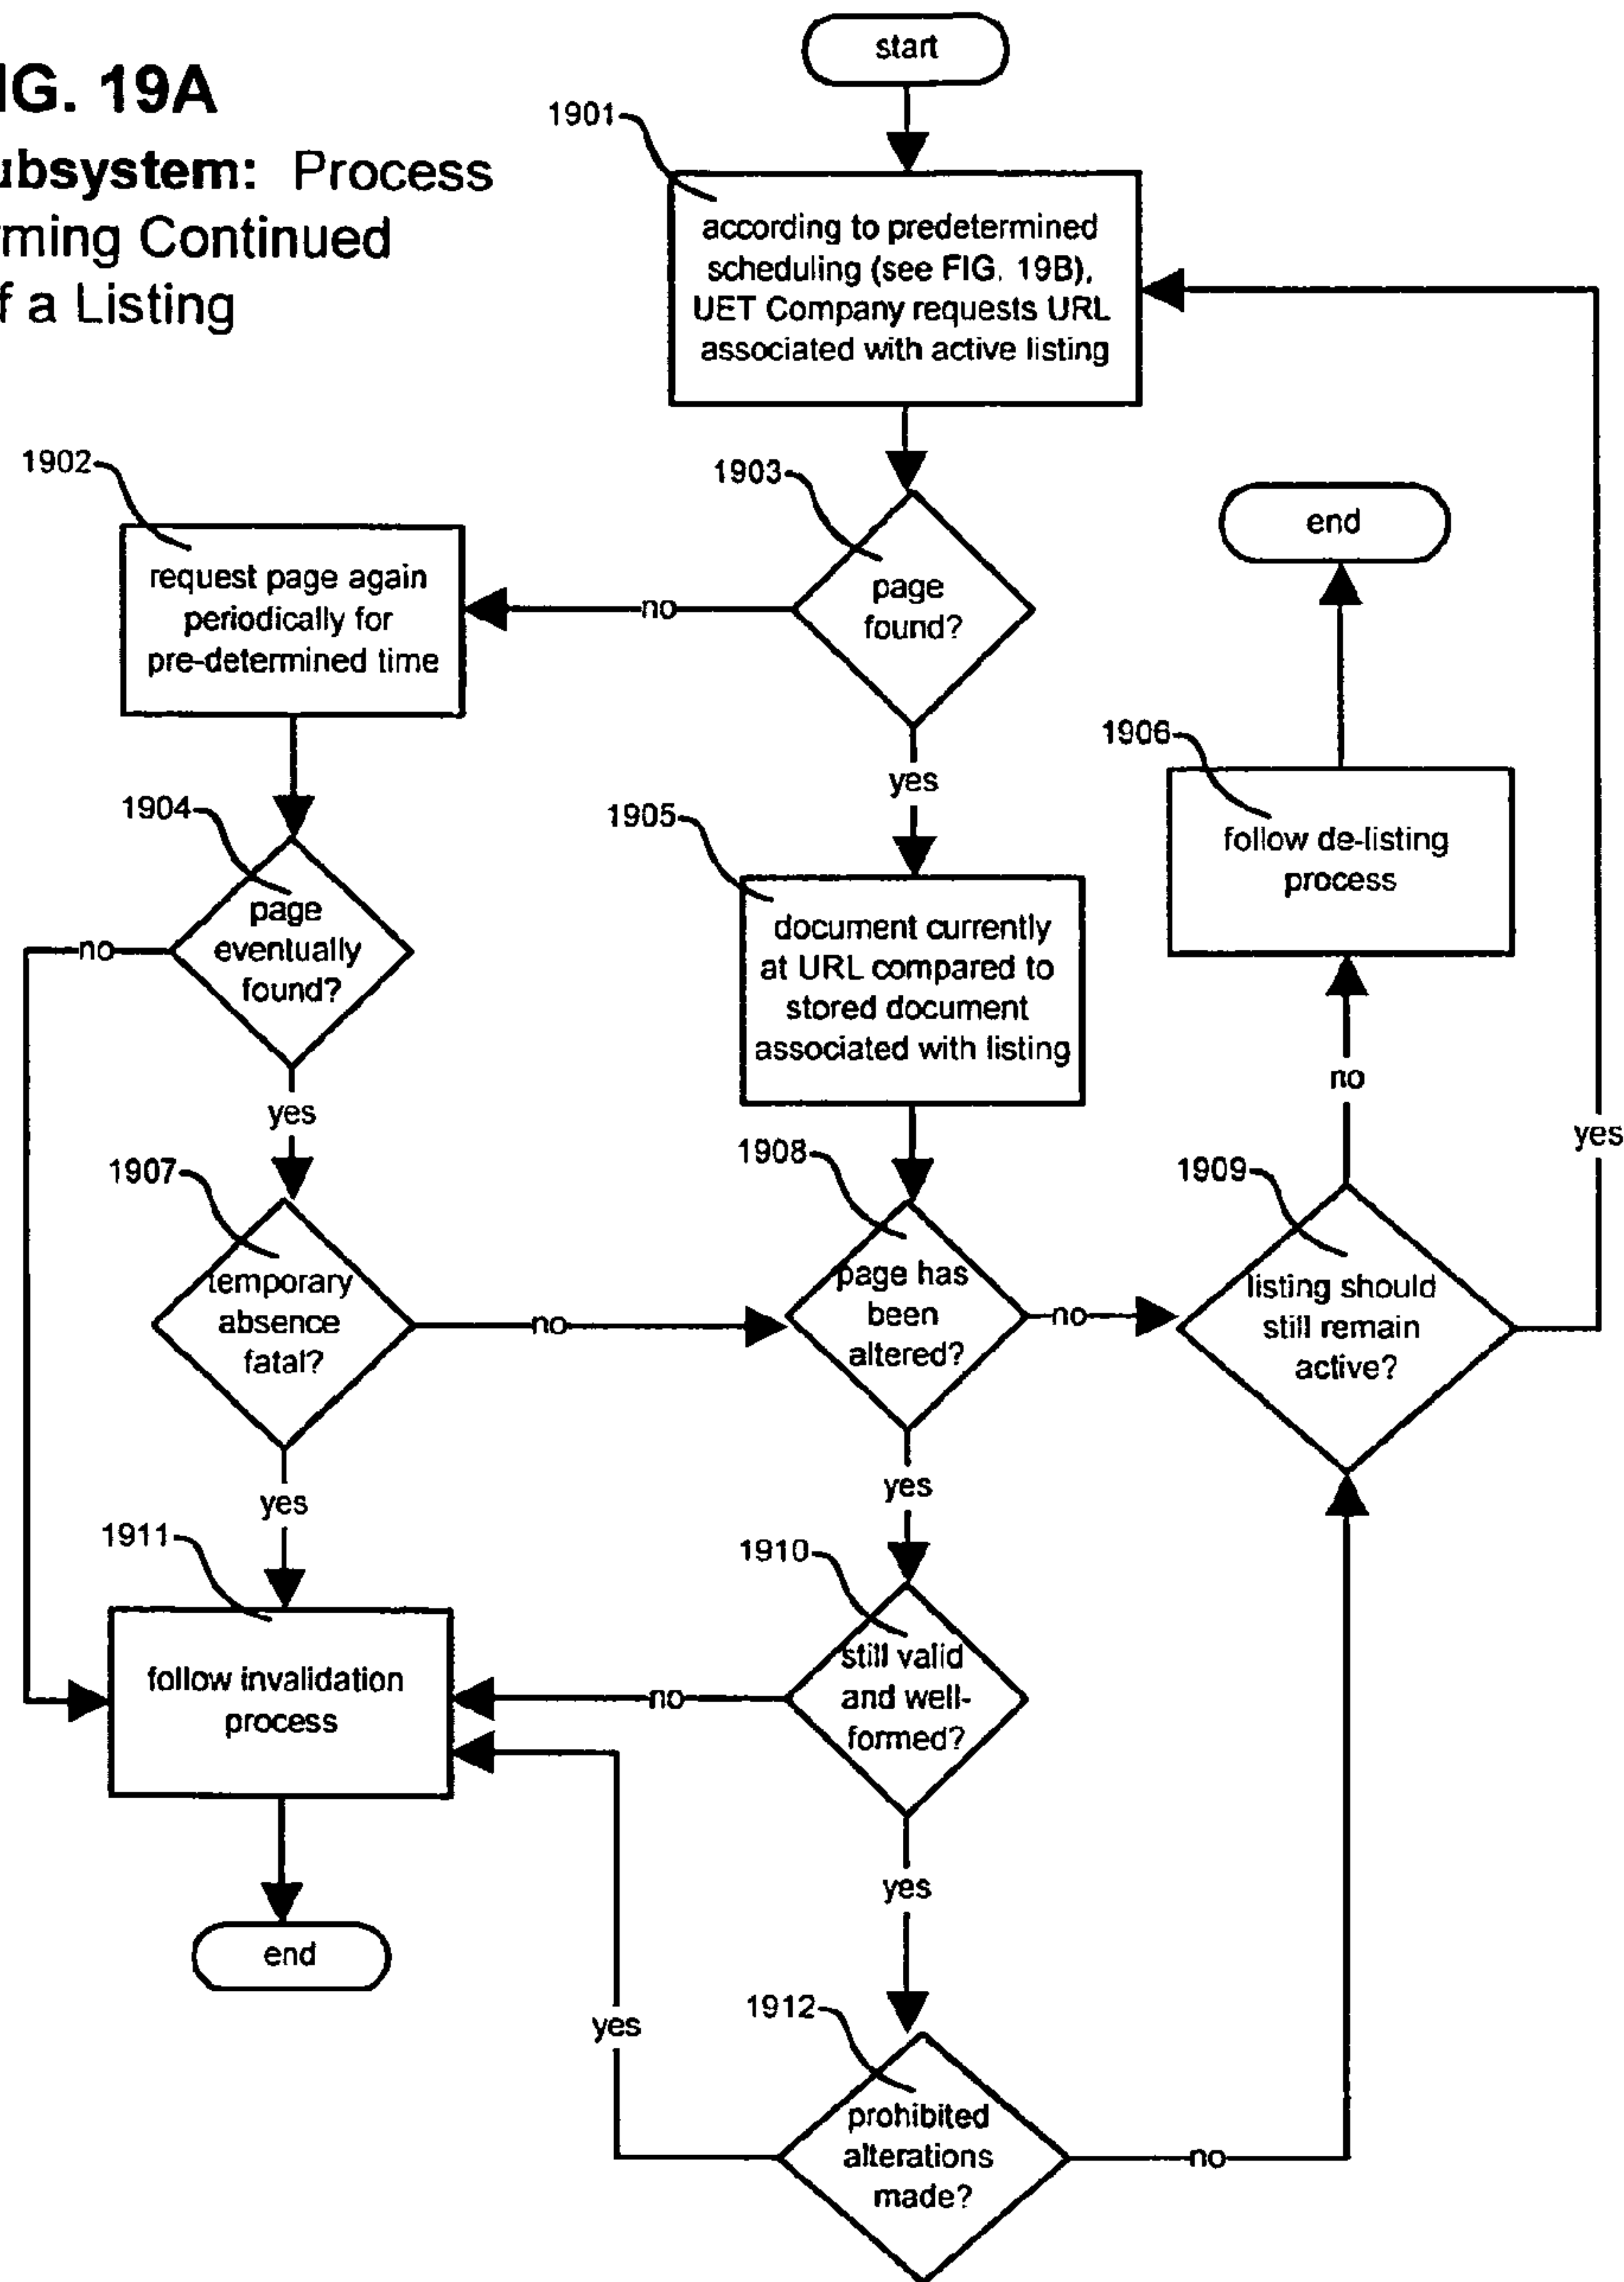 IG. 19A
ubsystem: Process
rming Continued
f a Listing
start
1901
according to predetermined
scheduling (see FIG. 19B),
UET Company requests URL
associated with active listing
1902
request page again
periodically for
pre-determined time
no
1903
page
found?
yes
end
1904
page
eventually
found?
no
yes
1905
document currently
at URL compared to
stored document
associated with listing
1906
follow de-listing
process
no
yes
1907
temporary
absence
fatal?
no
yes
1908
page has
been
altered?
no
yes
1909
listing should
still remain
active?
1911
follow invalidation
process
end
1910
still valid
and well-
formed?
no
yes
1912
prohibited
alterations
made?
yes
no